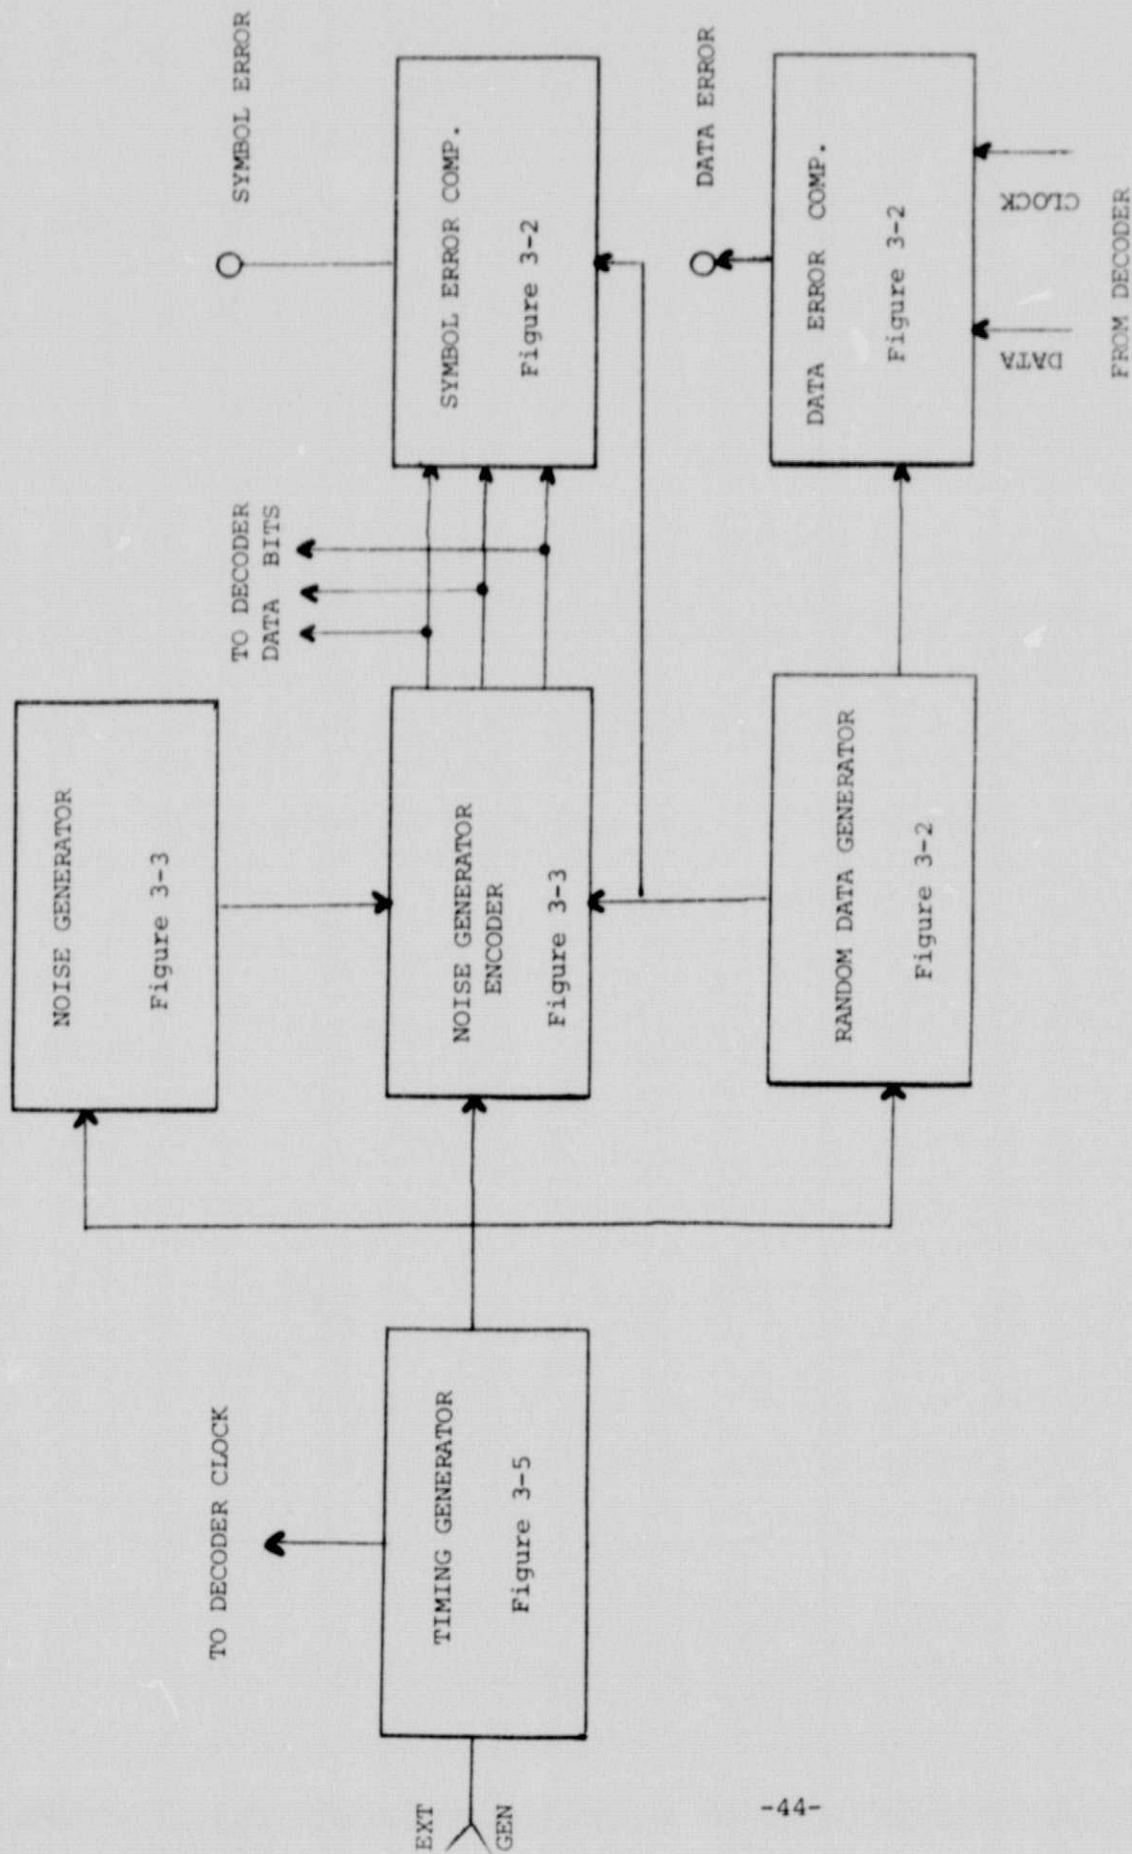 EXT
GEN
TO DECODER CLOCK
TIMING GENERATOR
Figure 3-5
NOISE GENERATOR
Figure 3-3
NOISE GENERATOR
ENCODER
Figure 3-3
RANDOM DATA GENERATOR
Figure 3-2
TO DECODER
DATA BITS
SYMBOL ERROR
SYMBOL ERROR COMP.
Figure 3-2
DATA ERROR
DATA ERROR COMP.
Figure 3-2
DATA
CLOCK
FROM DECODER
-44-